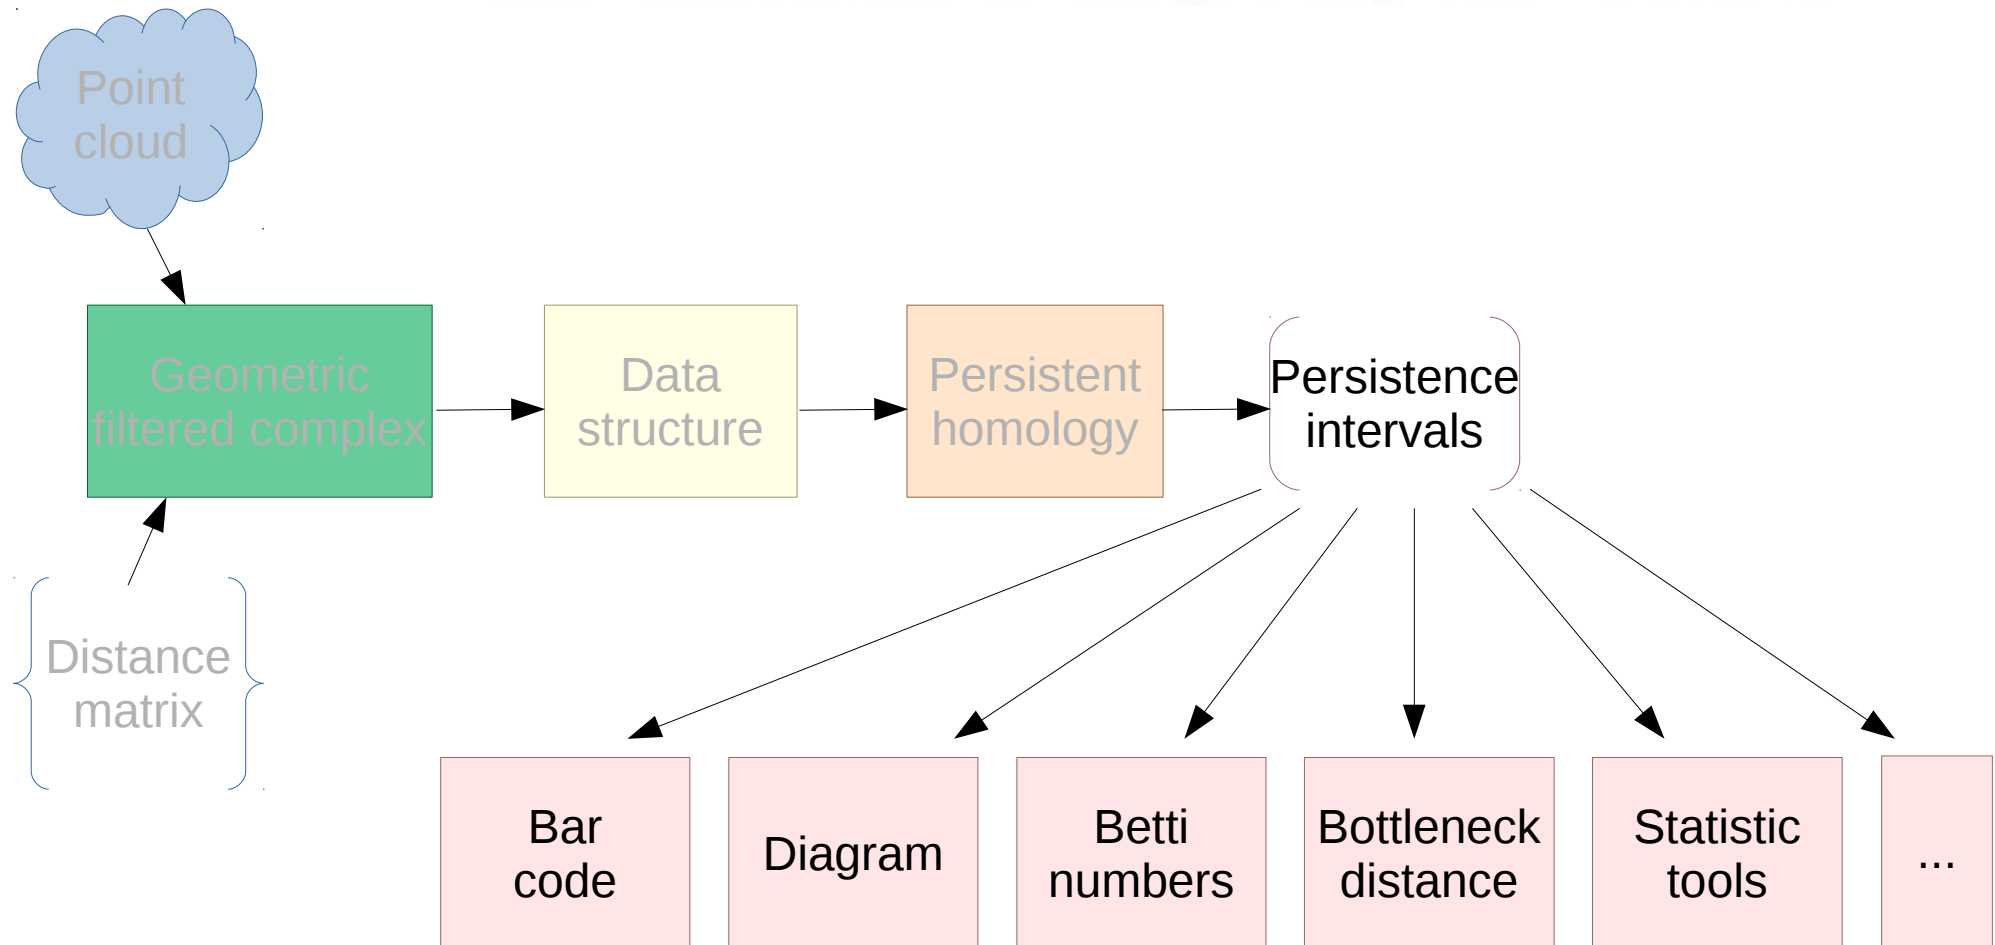 Point
cloud
Geometric
filtered complex
Data
structure
Persistent
homology
Persistence
intervals
Distance
matrix
Bar
code
Diagram
Betti
numbers
Bottleneck
distance
Statistic
tools
...